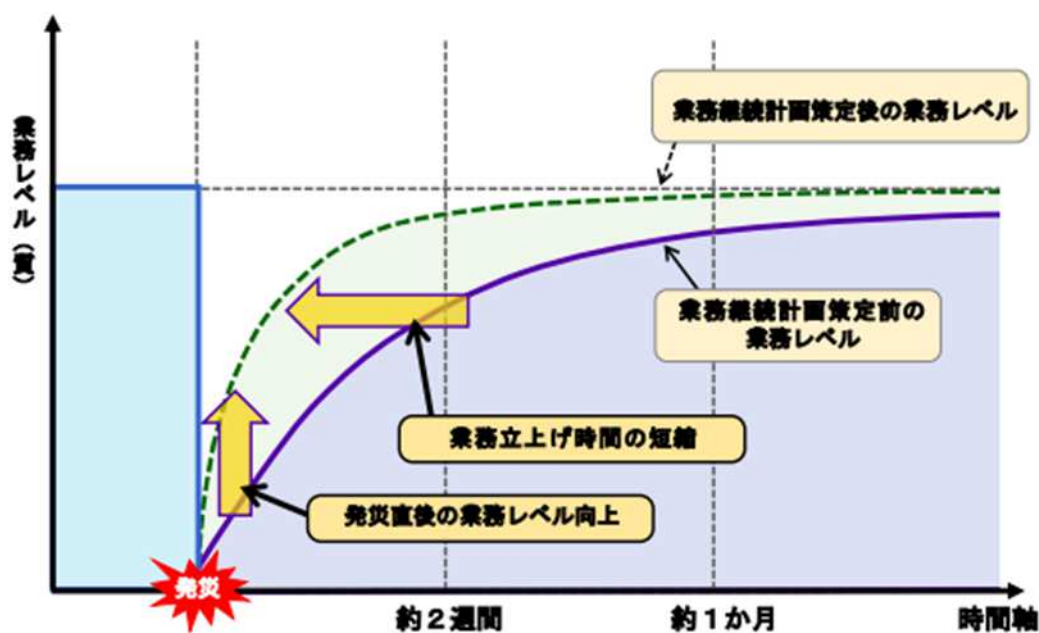 業務レベル（質）
業務継続計画策定後の業務レベル
業務継続計画策定前の
業務レベル
業務立上げ時間の短縮
発災直後の業務レベル向上
発災
約２週間
約１か月
時間軸